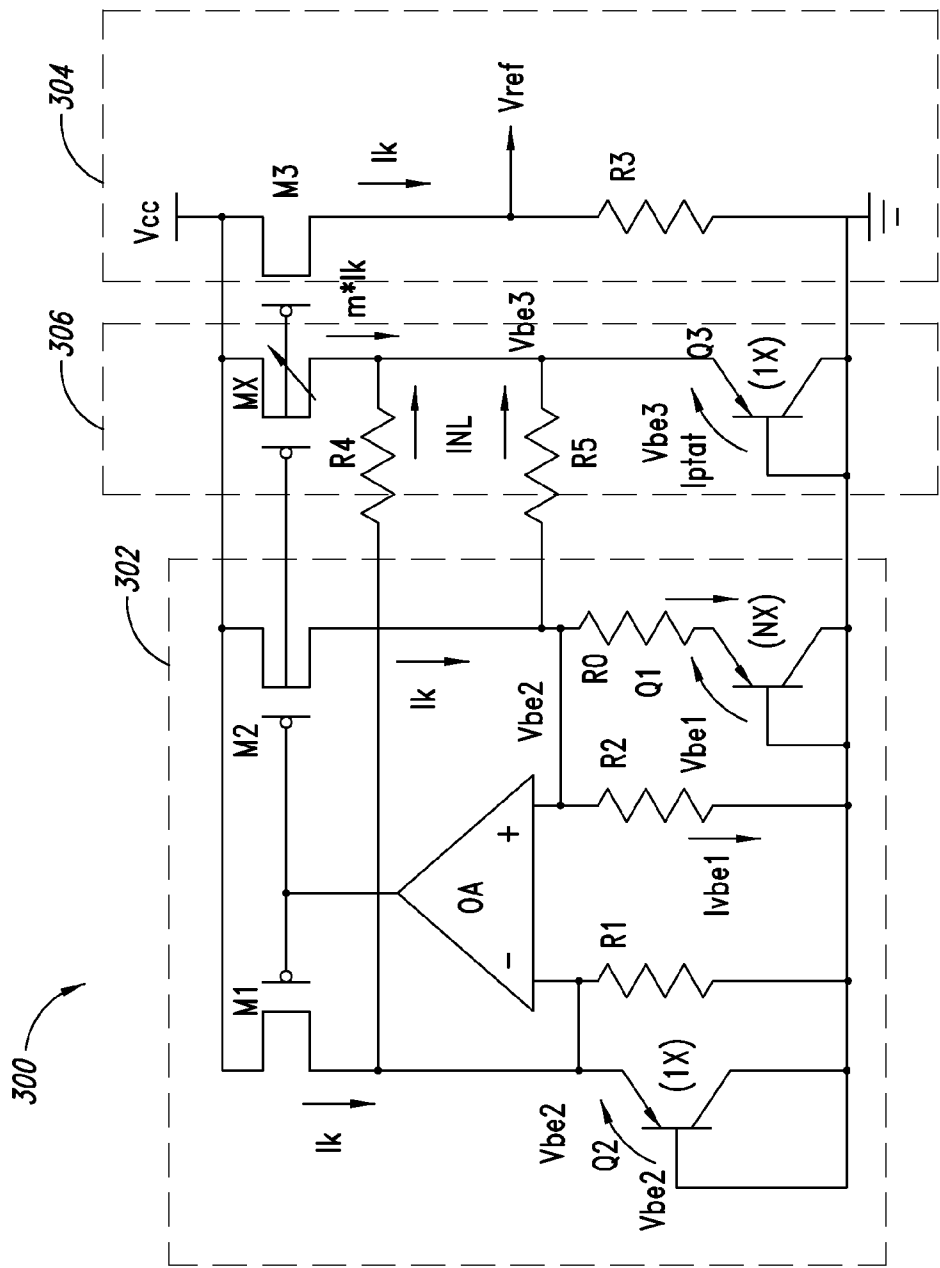 300
302
306
304
Vcc
M1
M2
MX
M3
Ik
Ik
m*Ik
Ik
R4
INL
R5
Vbe3
Vref
R3
OA
-
+
Vbe2
Vbe2
R1
R2
R0
Ivbe1
Q2
(1X)
Vbe2
Q1
(NX)
Vbe1
Q3
(1X)
Vbe3
Iptat